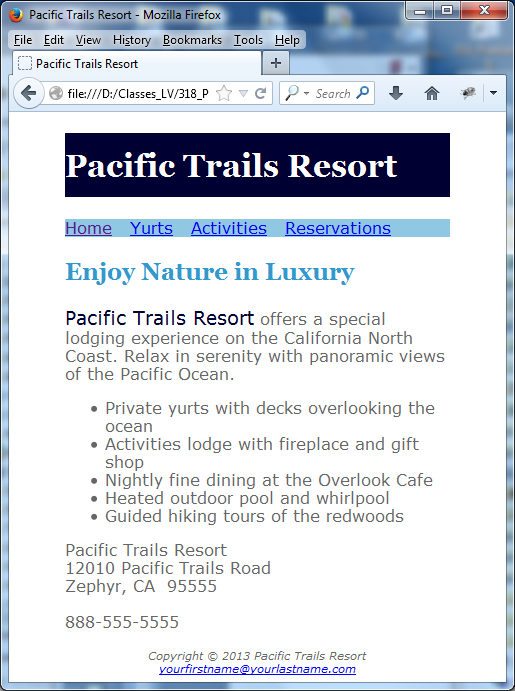 Pacific Trails Resort - Mozilla Firefox
File Edit View History Bookmarks Tools Help
Pacific Trails Resort
file:///D:/Classes_LV/318_P
Search
Pacific Trails Resort
Home Yurts Activities Reservations
Enjoy Nature in Luxury
Pacific Trails Resort offers a special
lodging experience on the California North
Coast. Relax in serenity with panoramic views
of the Pacific Ocean.
• Private yurts with decks overlooking the
ocean
• Activities lodge with fireplace and gift
shop
• Nightly fine dining at the Overlook Cafe
• Heated outdoor pool and whirlpool
• Guided hiking tours of the redwoods
Pacific Trails Resort
12010 Pacific Trails Road
Zephyr, CA 95555
888-555-5555
Copyright © 2013 Pacific Trails Resort
yourfirstname@yourlastname.com